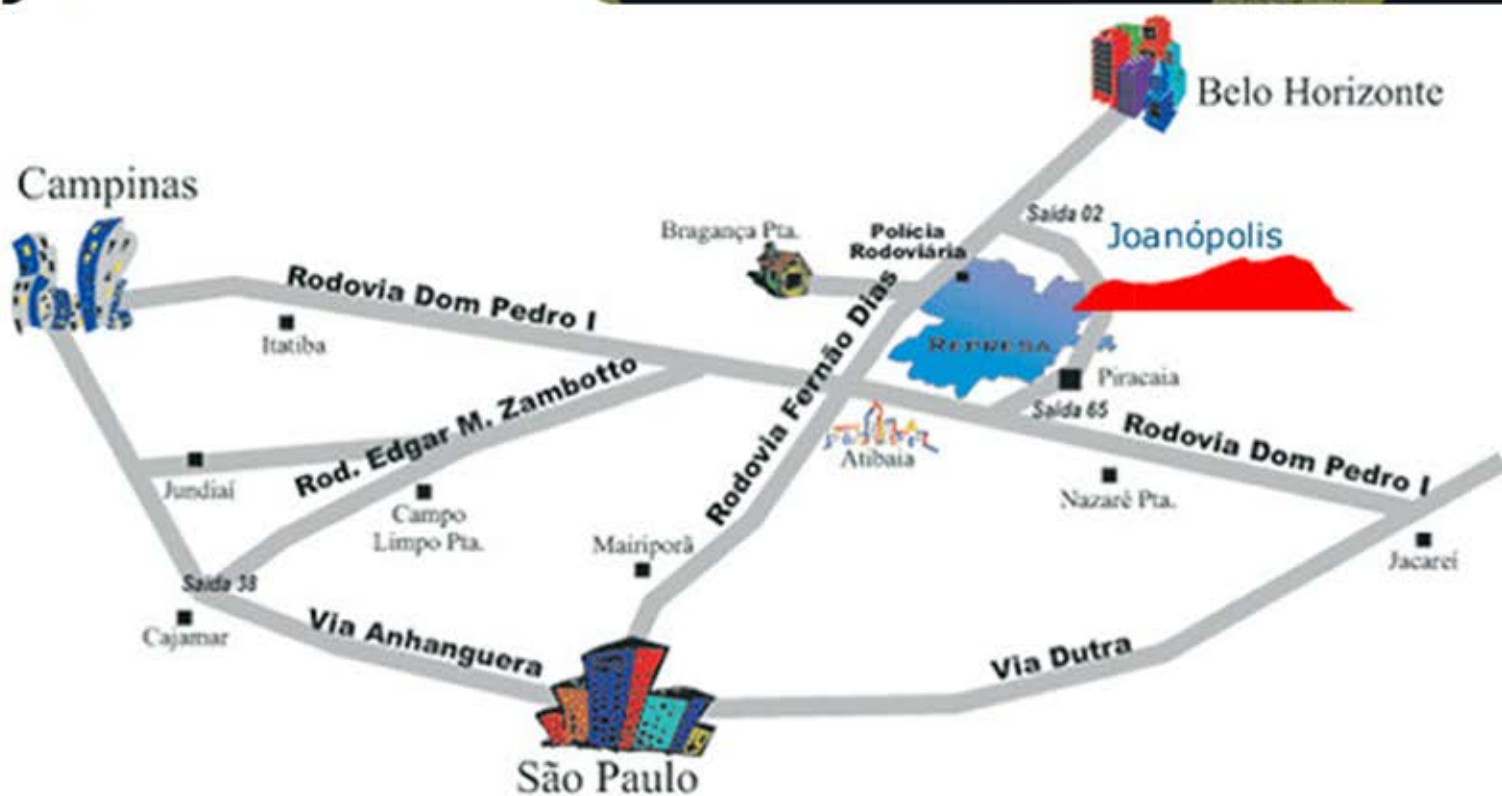 Belo Horizonte
Campinas
Saída 02
Bragança Pta.
Polícia
Rodoviária
Joanópolis
Rodovia Dom Pedro I
Itatiba
Rodovia Fernão Dias
REPRESA
Piracaia
Saída 65
Rod. Edgar M. Zambotto
Atibaia
Rodovia Dom Pedro I
Jundiaí
Campo
Limpo Pta.
Nazaré Pta.
Mairiporã
Jacareí
Saída 38
Cajamar
Via Anhanguera
Via Dutra
São Paulo